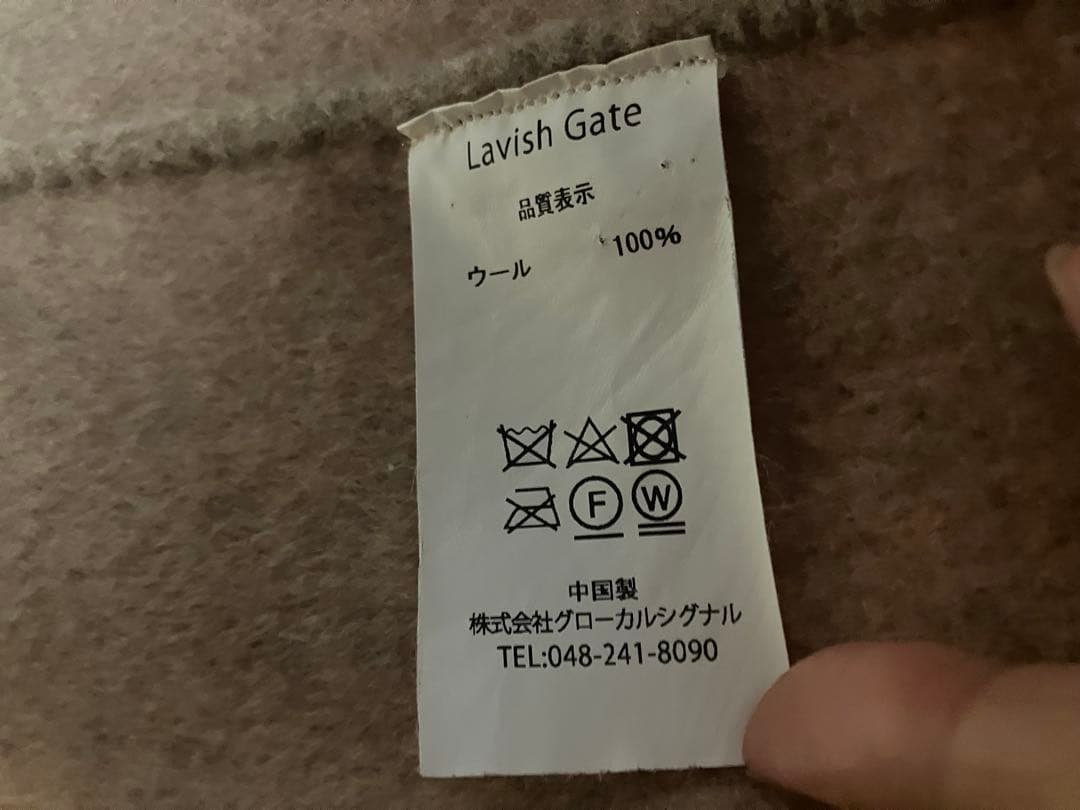 Lavish Gate
品質表示
ウール 100%
F W
中国製
株式会社グローカルシグナル
TEL:048-241-8090